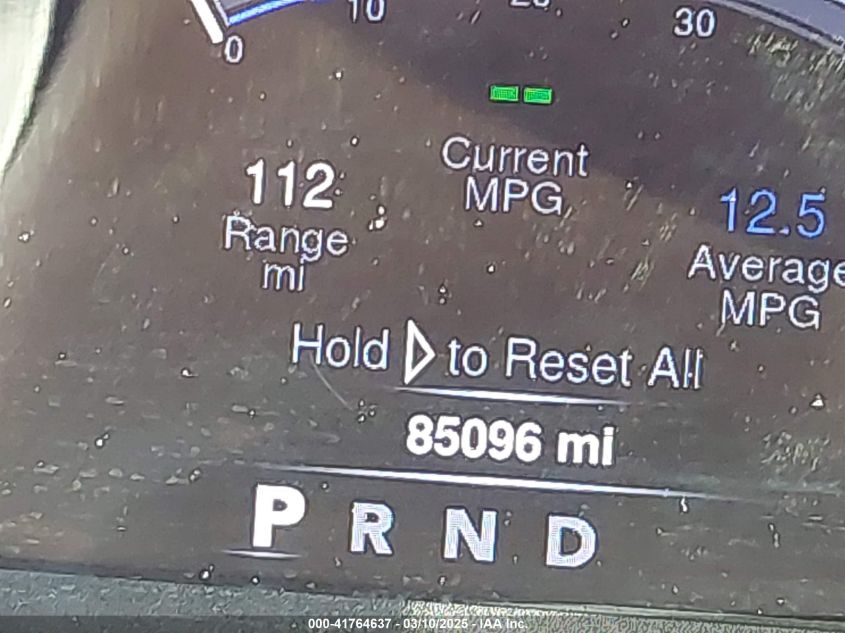 0
10
20
30
--
Current
MPG
112
Range
mi
12.5
Average
MPG
Hold ▷ to Reset All
85096 mi
P R N D
000-41764637 - 03/10/2025 - IAA Inc.